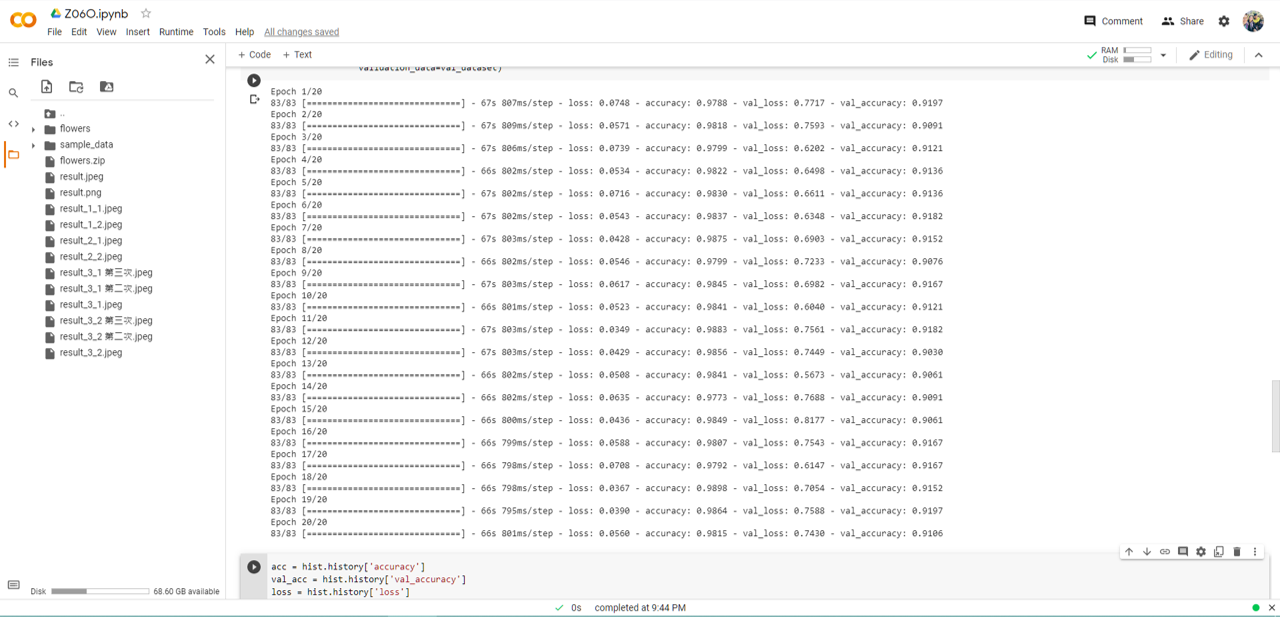 Z06O.ipynb
Comment
Share
File Edit View Insert Runtime Tools Help All changes saved
Files
+ Code + Text
RAM
Disk
Editing
validation_data=val_dataset)
..
flowers
sample_data
flowers.zip
result.jpeg
result.png
result_1_1.jpeg
result_1_2.jpeg
result_2_1.jpeg
result_2_2.jpeg
result_3_1 第三次.jpeg
result_3_1 第二次.jpeg
result_3_1.jpeg
result_3_2 第三次.jpeg
result_3_2 第二次.jpeg
result_3_2.jpeg
Disk 68.60 GB available
Epoch 1/20
83/83 [==============================] - 67s 807ms/step - loss: 0.0748 - accuracy: 0.9788 - val_loss: 0.7717 - val_accuracy: 0.9197
Epoch 2/20
83/83 [==============================] - 67s 809ms/step - loss: 0.0571 - accuracy: 0.9818 - val_loss: 0.7593 - val_accuracy: 0.9091
Epoch 3/20
83/83 [==============================] - 67s 806ms/step - loss: 0.0739 - accuracy: 0.9799 - val_loss: 0.6202 - val_accuracy: 0.9121
Epoch 4/20
83/83 [==============================] - 66s 802ms/step - loss: 0.0534 - accuracy: 0.9822 - val_loss: 0.6498 - val_accuracy: 0.9136
Epoch 5/20
83/83 [==============================] - 67s 802ms/step - loss: 0.0716 - accuracy: 0.9830 - val_loss: 0.6611 - val_accuracy: 0.9136
Epoch 6/20
83/83 [==============================] - 67s 802ms/step - loss: 0.0543 - accuracy: 0.9837 - val_loss: 0.6348 - val_accuracy: 0.9182
Epoch 7/20
83/83 [==============================] - 67s 803ms/step - loss: 0.0428 - accuracy: 0.9875 - val_loss: 0.6903 - val_accuracy: 0.9152
Epoch 8/20
83/83 [==============================] - 66s 802ms/step - loss: 0.0546 - accuracy: 0.9799 - val_loss: 0.7233 - val_accuracy: 0.9076
Epoch 9/20
83/83 [==============================] - 67s 803ms/step - loss: 0.0617 - accuracy: 0.9845 - val_loss: 0.6982 - val_accuracy: 0.9167
Epoch 10/20
83/83 [==============================] - 66s 801ms/step - loss: 0.0523 - accuracy: 0.9841 - val_loss: 0.6040 - val_accuracy: 0.9121
Epoch 11/20
83/83 [==============================] - 67s 803ms/step - loss: 0.0349 - accuracy: 0.9883 - val_loss: 0.7561 - val_accuracy: 0.9182
Epoch 12/20
83/83 [==============================] - 67s 803ms/step - loss: 0.0429 - accuracy: 0.9856 - val_loss: 0.7449 - val_accuracy: 0.9030
Epoch 13/20
83/83 [==============================] - 66s 802ms/step - loss: 0.0508 - accuracy: 0.9841 - val_loss: 0.5673 - val_accuracy: 0.9061
Epoch 14/20
83/83 [==============================] - 66s 802ms/step - loss: 0.0635 - accuracy: 0.9773 - val_loss: 0.7688 - val_accuracy: 0.9091
Epoch 15/20
83/83 [==============================] - 66s 800ms/step - loss: 0.0436 - accuracy: 0.9849 - val_loss: 0.8177 - val_accuracy: 0.9061
Epoch 16/20
83/83 [==============================] - 66s 799ms/step - loss: 0.0588 - accuracy: 0.9807 - val_loss: 0.7543 - val_accuracy: 0.9167
Epoch 17/20
83/83 [==============================] - 66s 798ms/step - loss: 0.0708 - accuracy: 0.9792 - val_loss: 0.6147 - val_accuracy: 0.9167
Epoch 18/20
83/83 [==============================] - 66s 798ms/step - loss: 0.0367 - accuracy: 0.9898 - val_loss: 0.7054 - val_accuracy: 0.9152
Epoch 19/20
83/83 [==============================] - 66s 795ms/step - loss: 0.0390 - accuracy: 0.9864 - val_loss: 0.7588 - val_accuracy: 0.9197
Epoch 20/20
83/83 [==============================] - 66s 801ms/step - loss: 0.0560 - accuracy: 0.9815 - val_loss: 0.7430 - val_accuracy: 0.9106
acc = hist.history['accuracy']
val_acc = hist.history['val_accuracy']
loss = hist.history['loss']
0s completed at 9:44 PM